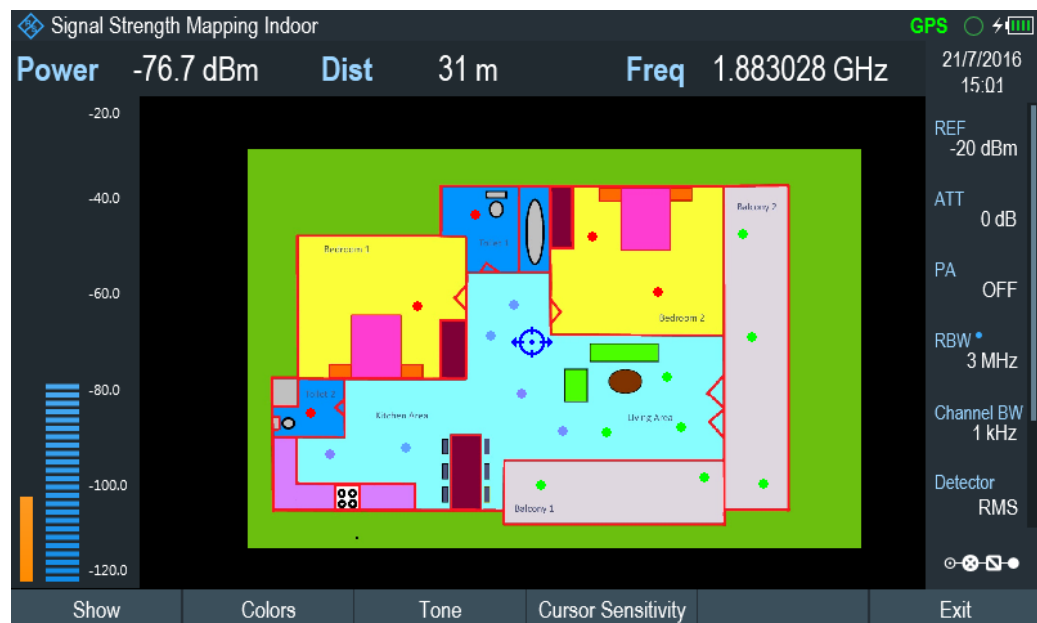 Signal Strength Mapping Indoor
GPS
Power -76.7 dBm Dist 31 m Freq 1.883028 GHz
21/7/2016
15:01
-20.0
-40.0
-60.0
-80.0
-100.0
-120.0
Bedroom 1
Toilet 1
Balcony 2
Bedroom 2
Toilet 2
Kitchen Area
Living Area
Balcony 1
REF
-20 dBm
ATT
0 dB
PA
OFF
RBW
3 MHz
Channel BW
1 kHz
Detector
RMS
Show Colors Tone Cursor Sensitivity Exit